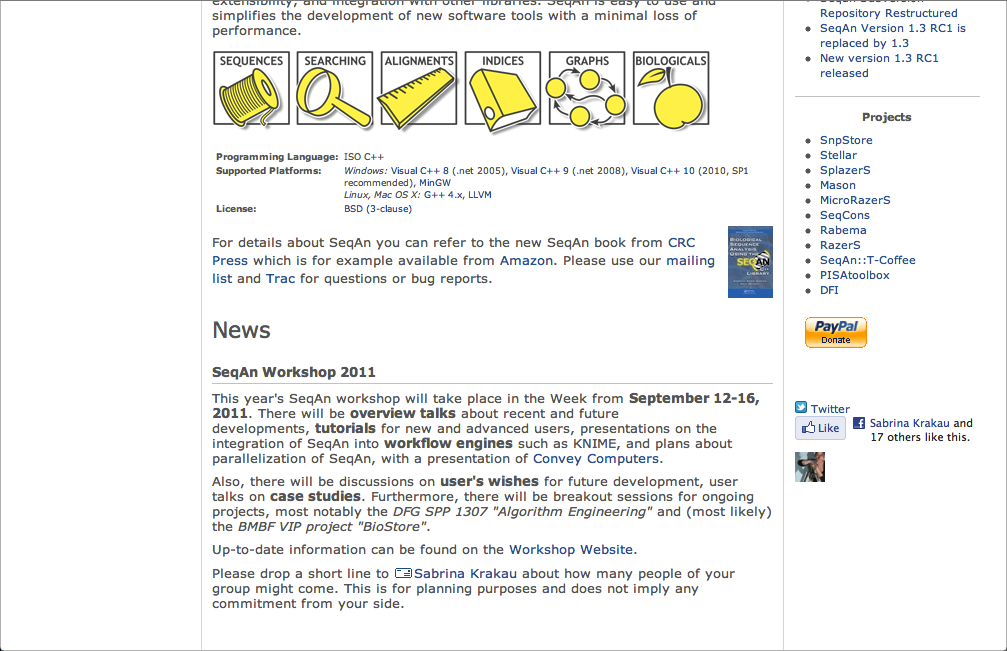 extensibility, and integration with other libraries. SeqAn is easy to use and
simplifies the development of new software tools with a minimal loss of
performance.
SEQUENCES SEARCHING ALIGNMENTS INDICES GRAPHS BIOLOGICALS
Programming Language: ISO C++
Supported Platforms: Windows: Visual C++ 8 (.net 2005), Visual C++ 9 (.net 2008), Visual C++ 10 (2010, SP1
recommended), MinGW
Linux, Mac OS X: G++ 4.x, LLVM
License: BSD (3-clause)
For details about SeqAn you can refer to the new SeqAn book from CRC
Press which is for example available from Amazon. Please use our mailing
list and Trac for questions or bug reports.
BIOLOGICAL
SEQUENCE
ANALYSIS
USING THE
SEQAN
C++
LIBRARY
News
SeqAn Workshop 2011
This year's SeqAn workshop will take place in the Week from September 12-16,
2011. There will be overview talks about recent and future
developments, tutorials for new and advanced users, presentations on the
integration of SeqAn into workflow engines such as KNIME, and plans about
parallelization of SeqAn, with a presentation of Convey Computers.
Also, there will be discussions on user's wishes for future development, user
talks on case studies. Furthermore, there will be breakout sessions for ongoing
projects, most notably the DFG SPP 1307 "Algorithm Engineering" and (most likely)
the BMBF VIP project "BioStore".
Up-to-date information can be found on the Workshop Website.
Please drop a short line to Sabrina Krakau about how many people of your
group might come. This is for planning purposes and does not imply any
commitment from your side.
SeqAn Subversion
Repository Restructured
SeqAn Version 1.3 RC1 is
replaced by 1.3
New version 1.3 RC1
released
Projects
SnpStore
Stellar
SplazerS
Mason
MicroRazerS
SeqCons
Rabema
RazerS
SeqAn::T-Coffee
PISAtoolbox
DFI
PayPal
Donate
Twitter
Like
Sabrina Krakau and
17 others like this.